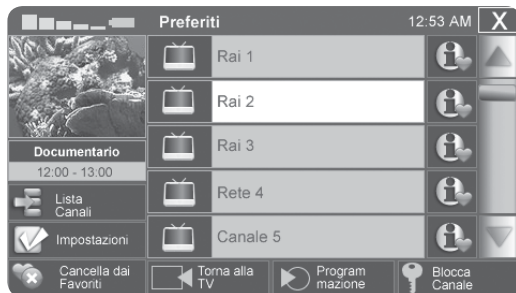 Preferiti
12:53 AM
X
Rai 1
Rai 2
Rai 3
Rete 4
Canale 5
Documentario
12:00 - 13:00
Lista
Canali
Impostazioni
Cancella dai
Favoriti
Torna alla
TV
Program
mazione
Blocca
Canale